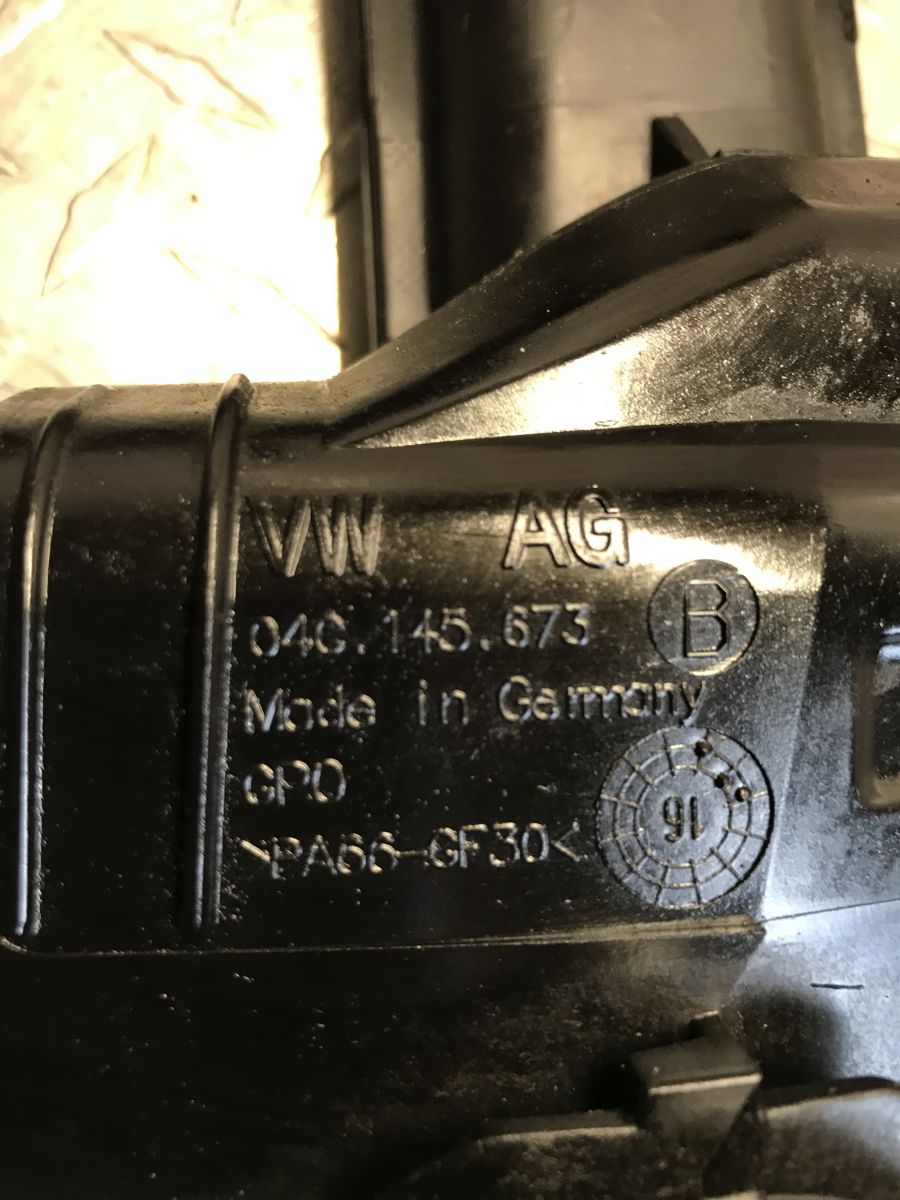 VW AG
04C.145.673 B
Made in Germany
GPO
>PA66-GF30<
16